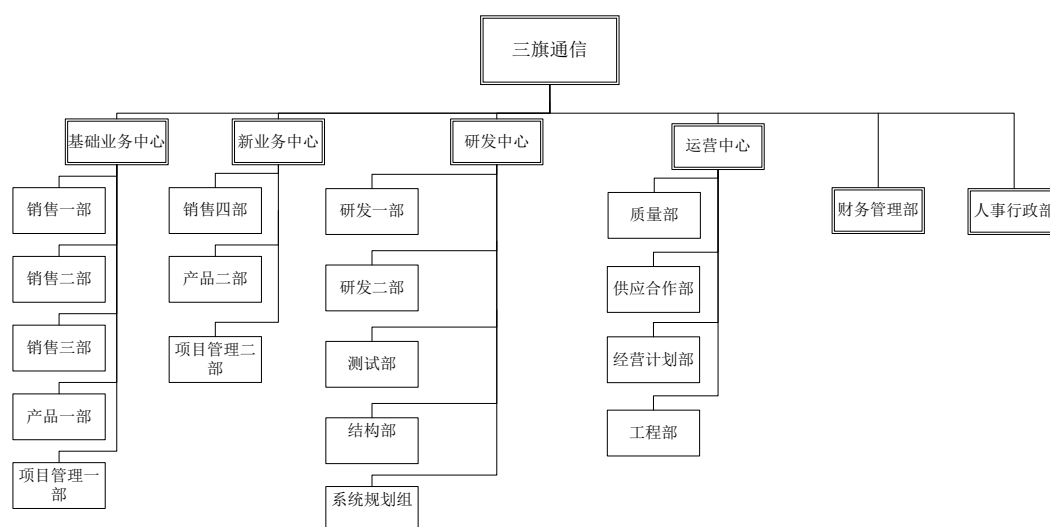 三旗通信
基础业务中心
新业务中心
研发中心
运营中心
财务管理部
人事行政部
销售一部
销售二部
销售三部
产品一部
项目管理一
部
销售四部
产品二部
项目管理二
部
研发一部
研发二部
测试部
结构部
系统规划组
质量部
供应合作部
经营计划部
工程部